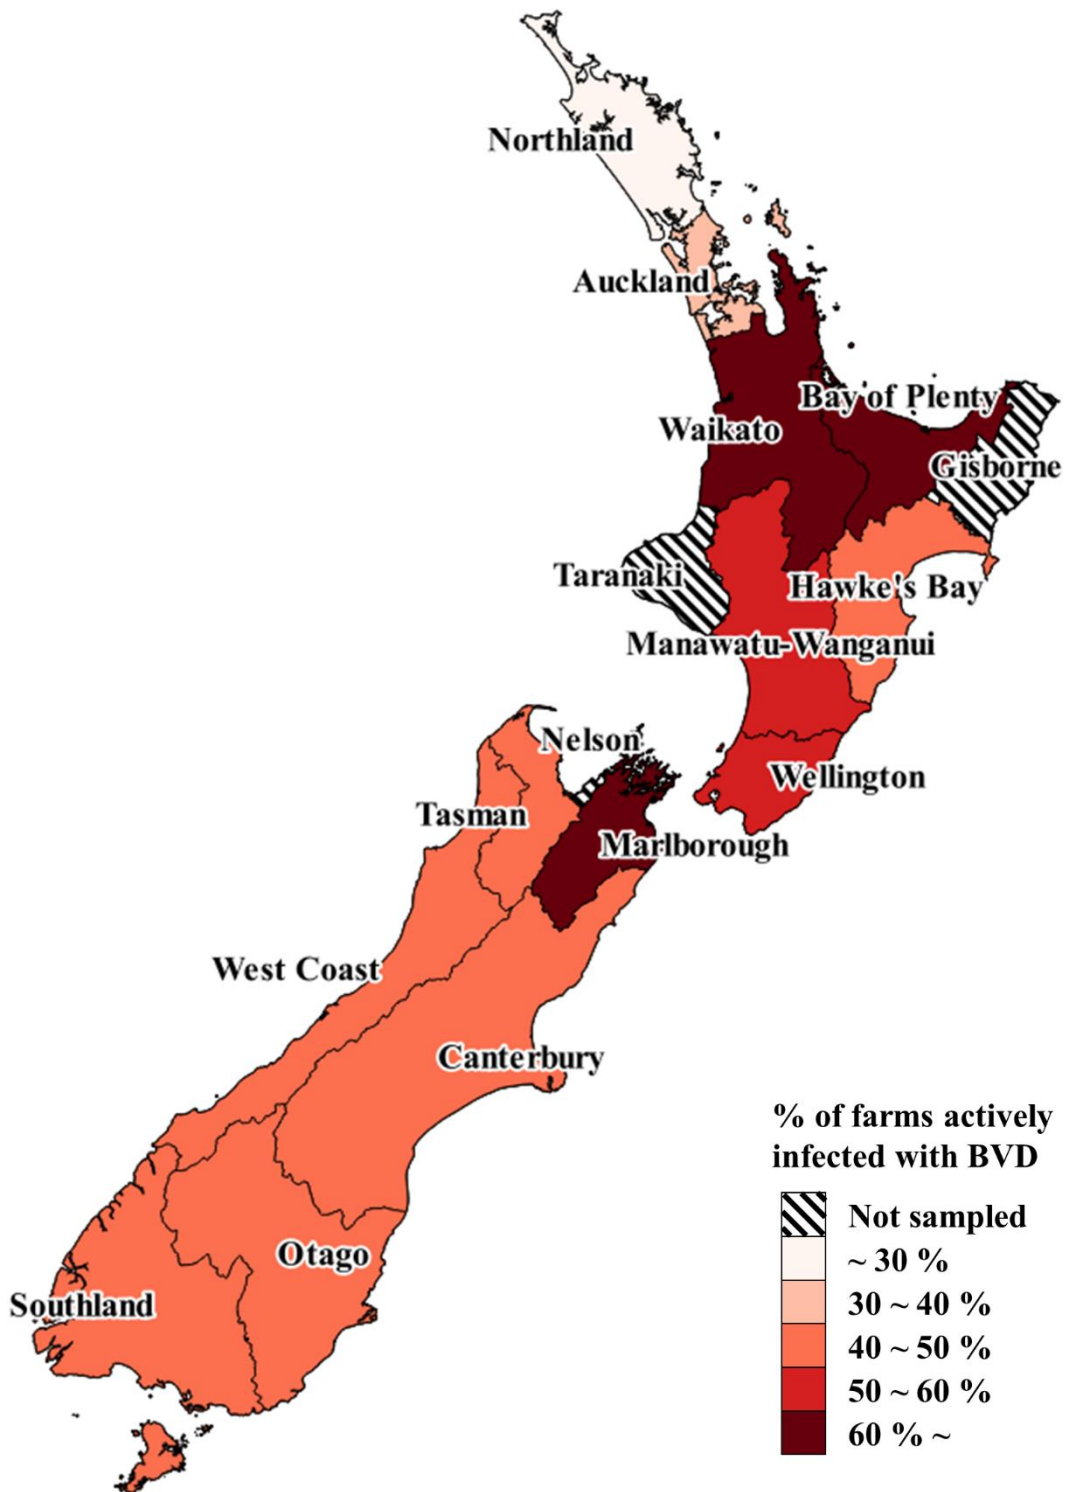 Northland
Auckland
Bay of Plenty
Waikato
Gisborne
Taranaki
Hawke's Bay
Manawatu-Wanganui
Nelson
Wellington
Tasman
Marlborough
West Coast
Canterbury
Otago
Southland
% of farms actively
infected with BVD
Not sampled
~ 30 %
30 ~ 40 %
40 ~ 50 %
50 ~ 60 %
60 % ~